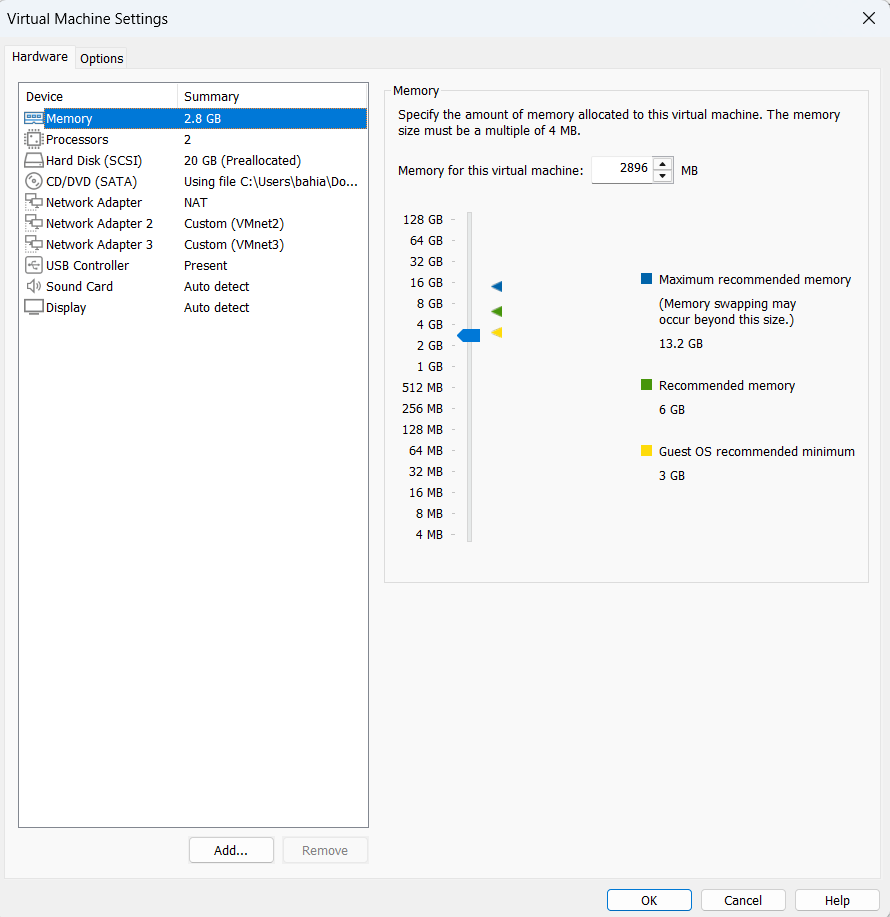 Virtual Machine Settings
Hardware Options
Device Summary
Memory 2.8 GB
Processors 2
Hard Disk (SCSI) 20 GB (Preallocated)
CD/DVD (SATA) Using file C:\Users\bahia\Do...
Network Adapter NAT
Network Adapter 2 Custom (VMnet2)
Network Adapter 3 Custom (VMnet3)
USB Controller Present
Sound Card Auto detect
Display Auto detect
Add... Remove
Memory
Specify the amount of memory allocated to this virtual machine. The memory
size must be a multiple of 4 MB.
Memory for this virtual machine: 2896 MB
128 GB
64 GB
32 GB
16 GB
8 GB
4 GB
2 GB
1 GB
512 MB
256 MB
128 MB
64 MB
32 MB
16 MB
8 MB
4 MB
Maximum recommended memory
(Memory swapping may
occur beyond this size.)
13.2 GB
Recommended memory
6 GB
Guest OS recommended minimum
3 GB
OK Cancel Help